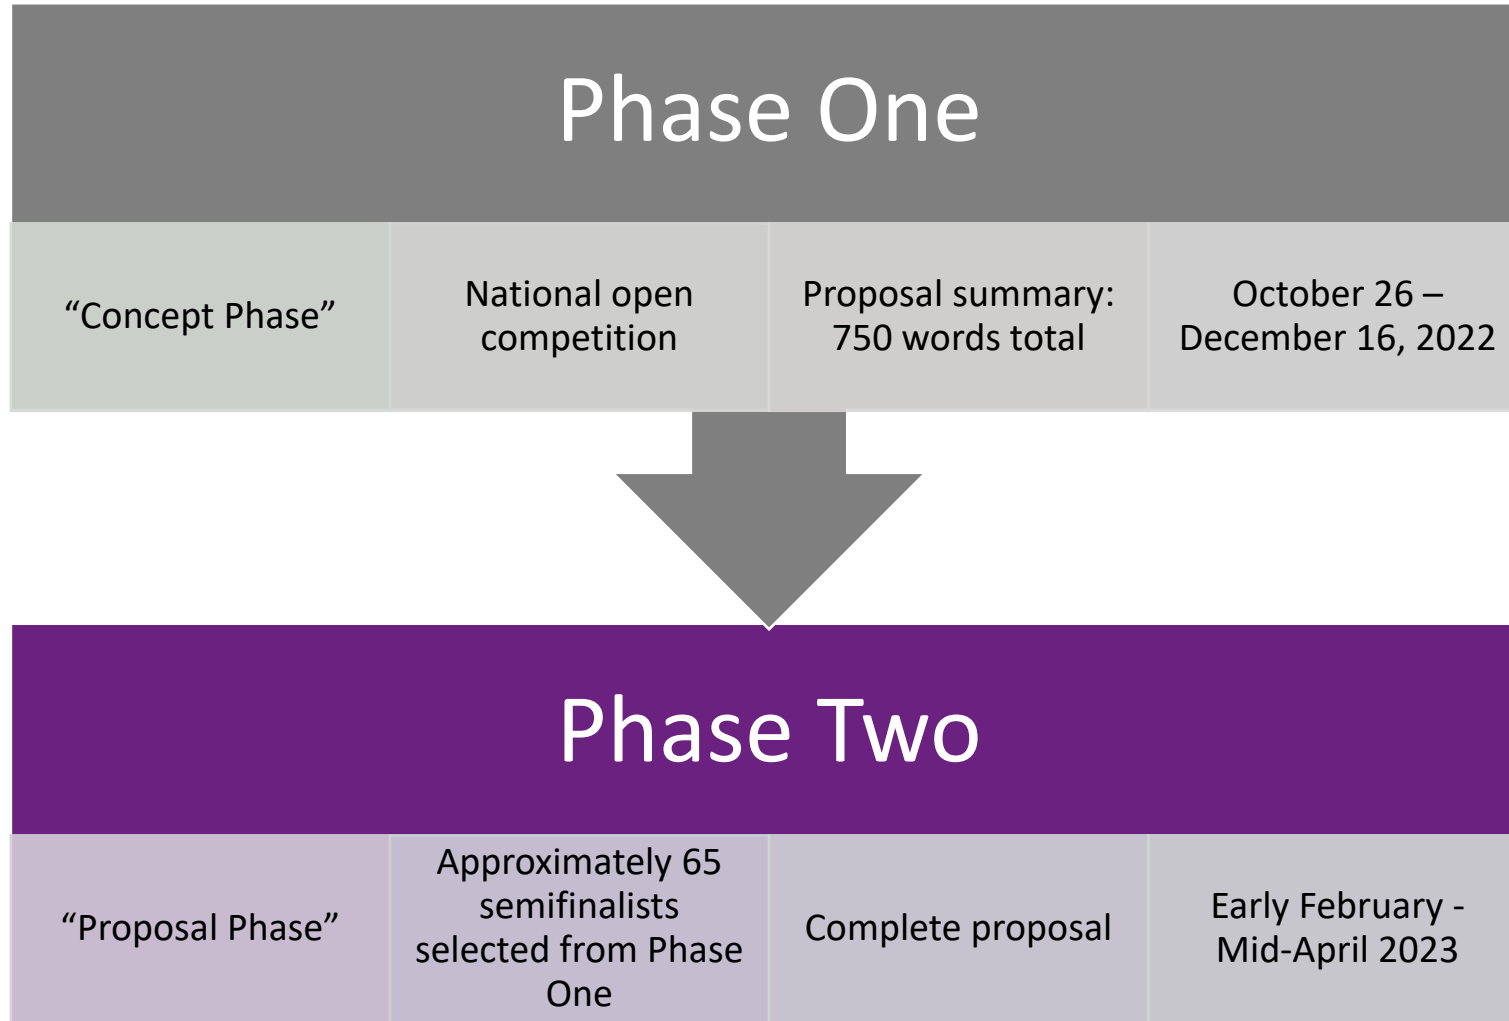 Phase One
“Concept Phase”
National open
competition
Proposal summary:
750 words total
October 26 –
December 16, 2022
Phase Two
“Proposal Phase”
Approximately 65
semifinalists
selected from Phase
One
Complete proposal
Early February -
Mid-April 2023